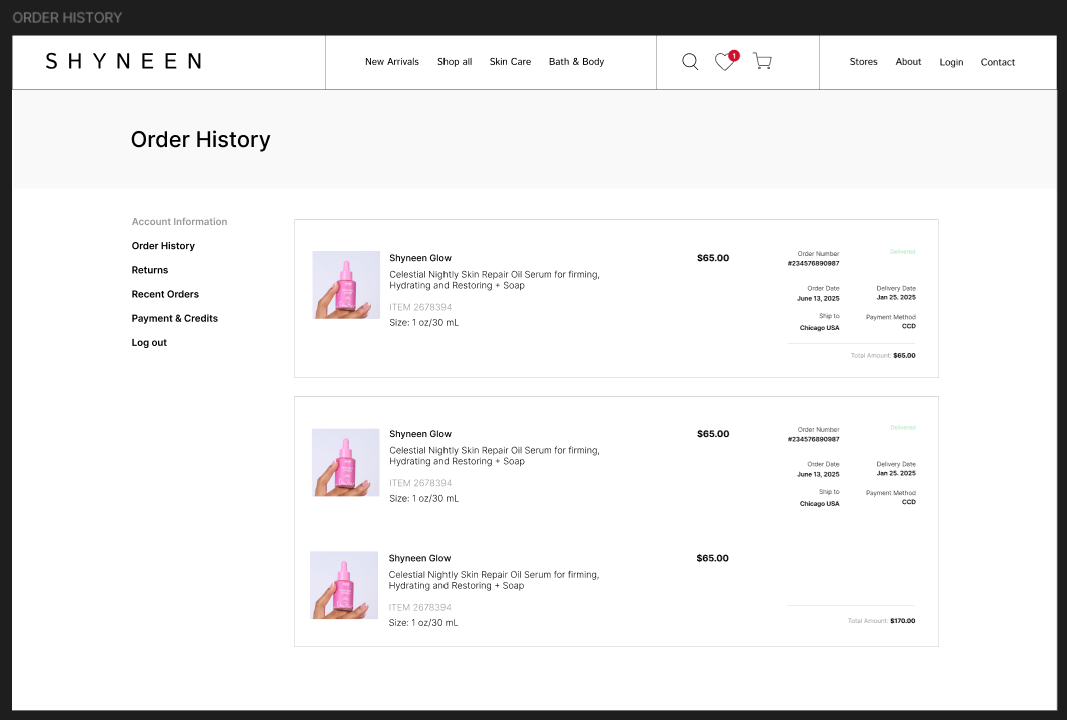 ORDER HISTORY
SHYNEEN
New Arrivals Shop all Skin Care Bath & Body
1
Stores About Login Contact
Order History
Account Information
Order History
Returns
Recent Orders
Payment & Credits
Log out
Shyneen Glow
Celestial Nightly Skin Repair Oil Serum for firming,
Hydrating and Restoring + Soap
ITEM 2678394
Size: 1 oz/30 mL
$65.00
Order Number
#234576890987
Delivered
Order Date
June 13, 2025
Delivery Date
Jan 25. 2025
Ship to
Chicago USA
Payment Method
CCD
Total Amount: $65.00
Shyneen Glow
Celestial Nightly Skin Repair Oil Serum for firming,
Hydrating and Restoring + Soap
ITEM 2678394
Size: 1 oz/30 mL
$65.00
Order Number
#234576890987
Delivered
Order Date
June 13, 2025
Delivery Date
Jan 25. 2025
Ship to
Chicago USA
Payment Method
CCD
Shyneen Glow
Celestial Nightly Skin Repair Oil Serum for firming,
Hydrating and Restoring + Soap
ITEM 2678394
Size: 1 oz/30 mL
$65.00
Total Amount: $170.00